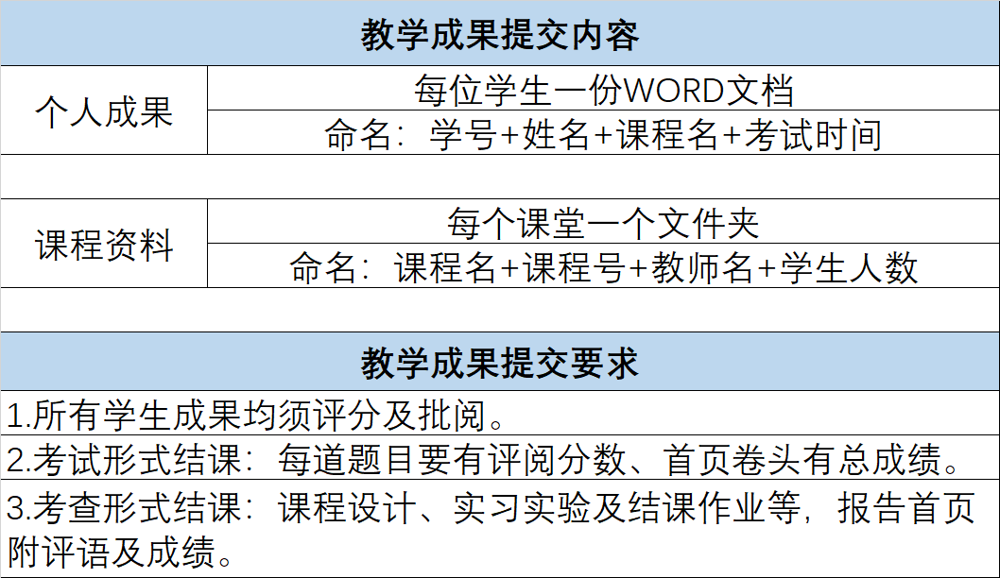 教学成果提交内容
个人成果
每位学生一份WORD文档
命名：学号+姓名+课程名+考试时间
课程资料
每个课堂一个文件夹
命名：课程名+课程号+教师名+学生人数
教学成果提交要求
1.所有学生成果均须评分及批阅。
2.考试形式结课：每道题目要有评阅分数、首页卷头有总成绩。
3.考查形式结课：课程设计、实习实验及结课作业等，报告首页
附评语及成绩。